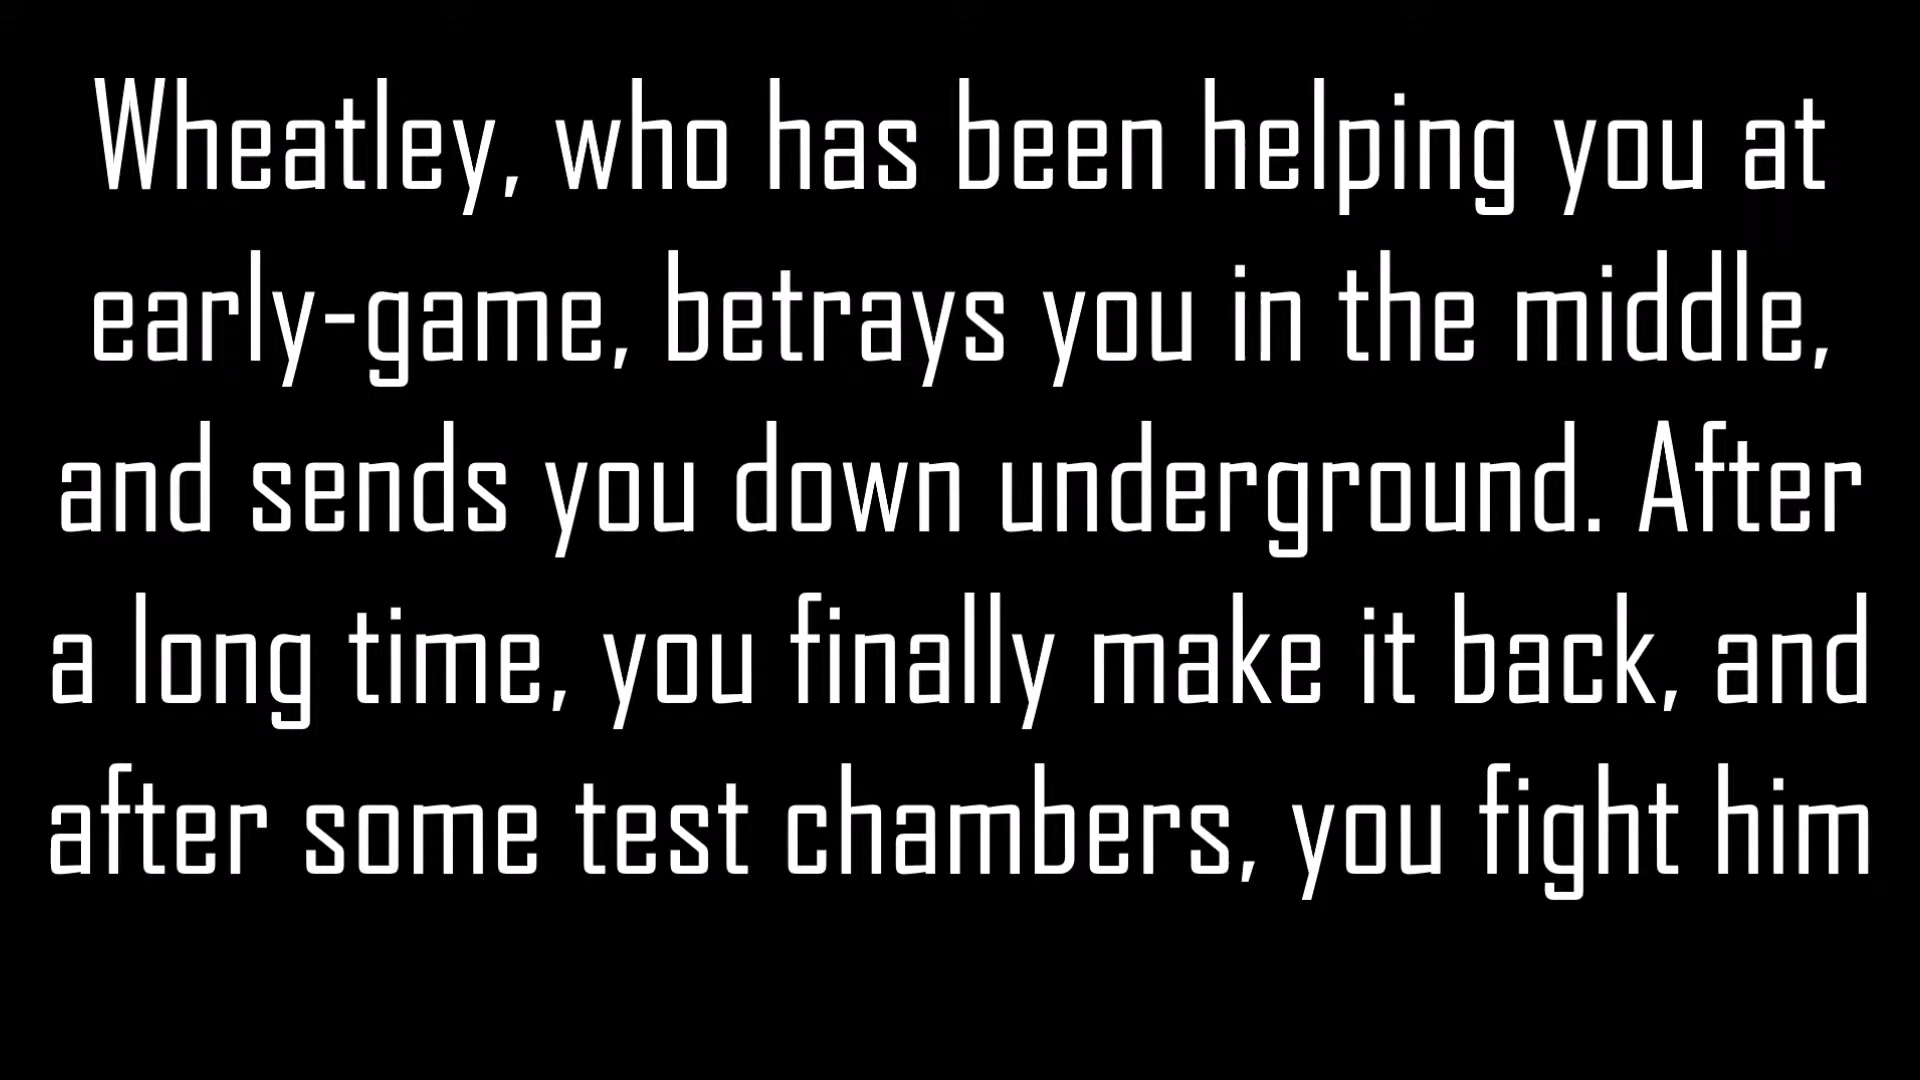 Wheatley, who has been helping you at
early-game, betrays you in the middle,
and sends you down underground. After
a long time, you finally make it back, and
after some test chambers, you fight him